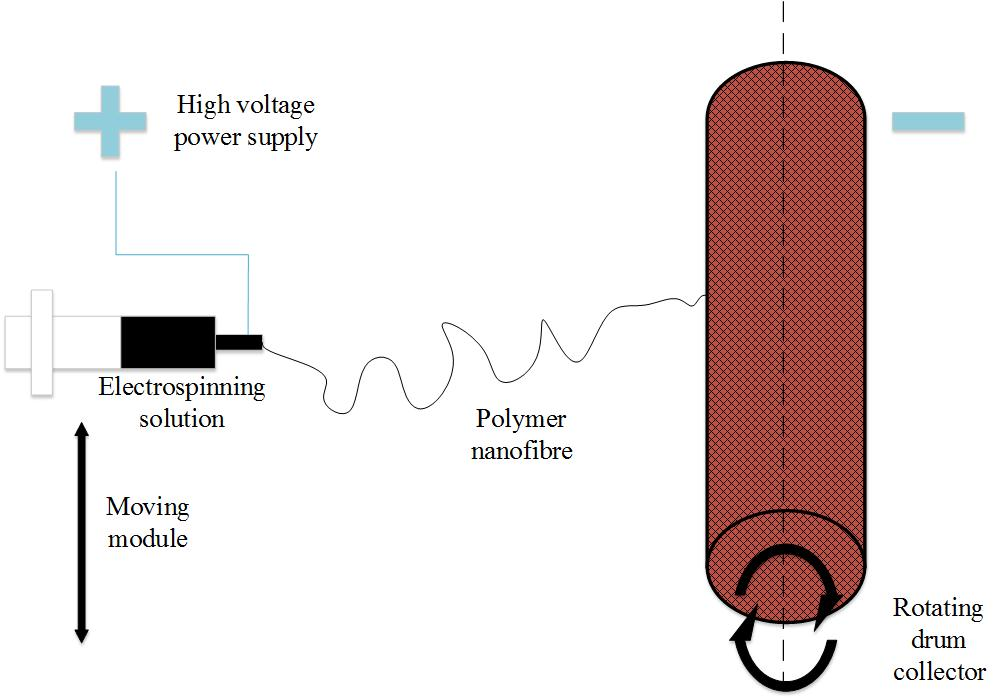 High voltage
power supply
Electrospinning
solution
Polymer
nanofibre
Moving
module
Rotating
drum
collector